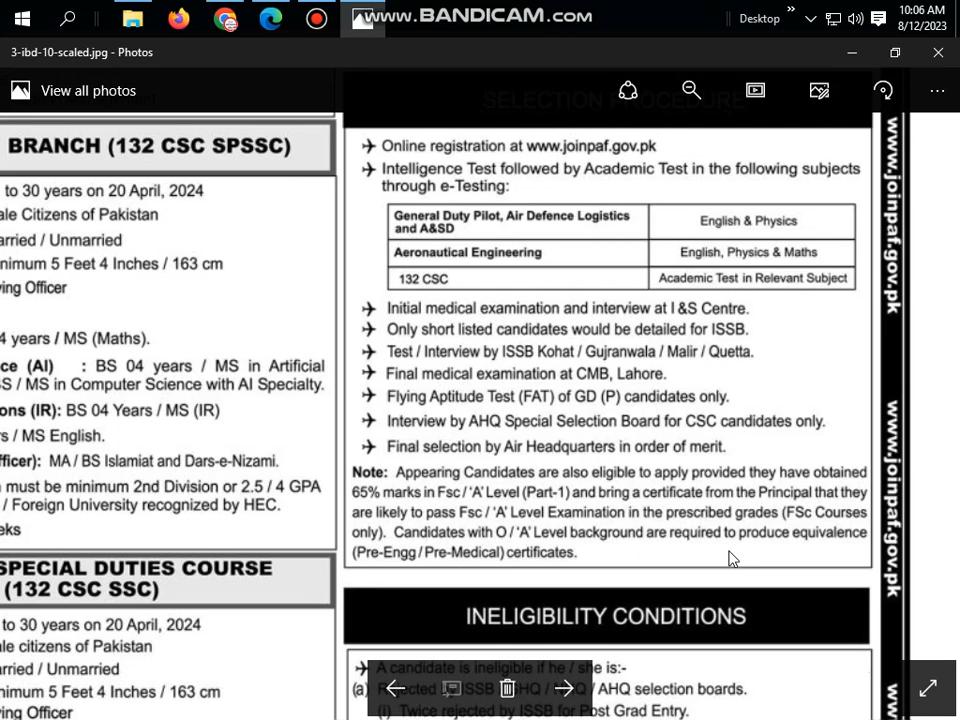 www.BANDICAM.com
Desktop
10:06 AM
8/12/2023
3-ibd-10-scaled.jpg - Photos
View all photos
SELECTION PROCEDURE
BRANCH (132 CSC SPSSC)
to 30 years on 20 April, 2024
ale Citizens of Pakistan
arried / Unmarried
nimum 5 Feet 4 Inches / 163 cm
ying Officer
4 years / MS (Maths).
ce (AI) : BS 04 years / MS in Artificial
S / MS in Computer Science with AI Specialty.
ons (IR): BS 04 Years / MS (IR)
rs / MS English.
fficer): MA / BS Islamiat and Dars-e-Nizami.
n must be minimum 2nd Division or 2.5 / 4 GPA
/ Foreign University recognized by HEC.
eks
SPECIAL DUTIES COURSE
(132 CSC SSC)
to 30 years on 20 April, 2024
ale citizens of Pakistan
arried / Unmarried
nimum 5 Feet 4 Inches / 163 cm
ying Officer
Online registration at www.joinpaf.gov.pk
Intelligence Test followed by Academic Test in the following subjects
through e-Testing:
General Duty Pilot, Air Defence Logistics
and A&SD
English & Physics
Aeronautical Engineering
English, Physics & Maths
132 CSC
Academic Test in Relevant Subject
Initial medical examination and interview at I &S Centre.
Only short listed candidates would be detailed for ISSB.
Test / Interview by ISSB Kohat / Gujranwala / Malir / Quetta.
Final medical examination at CMB, Lahore.
Flying Aptitude Test (FAT) of GD (P) candidates only.
Interview by AHQ Special Selection Board for CSC candidates only.
Final selection by Air Headquarters in order of merit.
Note: Appearing Candidates are also eligible to apply provided they have obtained
65% marks in Fsc / 'A' Level (Part-1) and bring a certificate from the Principal that they
are likely to pass Fsc / 'A' Level Examination in the prescribed grades (FSc Courses
only). Candidates with O / 'A' Level background are required to produce equivalence
(Pre-Engg / Pre-Medical) certificates.
INELIGIBILITY CONDITIONS
A candidate is ineligible if he / she is:-
(a) Rejected by ISSB / / AHQ selection boards.
(i) Twice rejected by ISSB for Post Grad Entry.
www.joinpaf.gov.pk
www.joinpaf.gov.pk
w